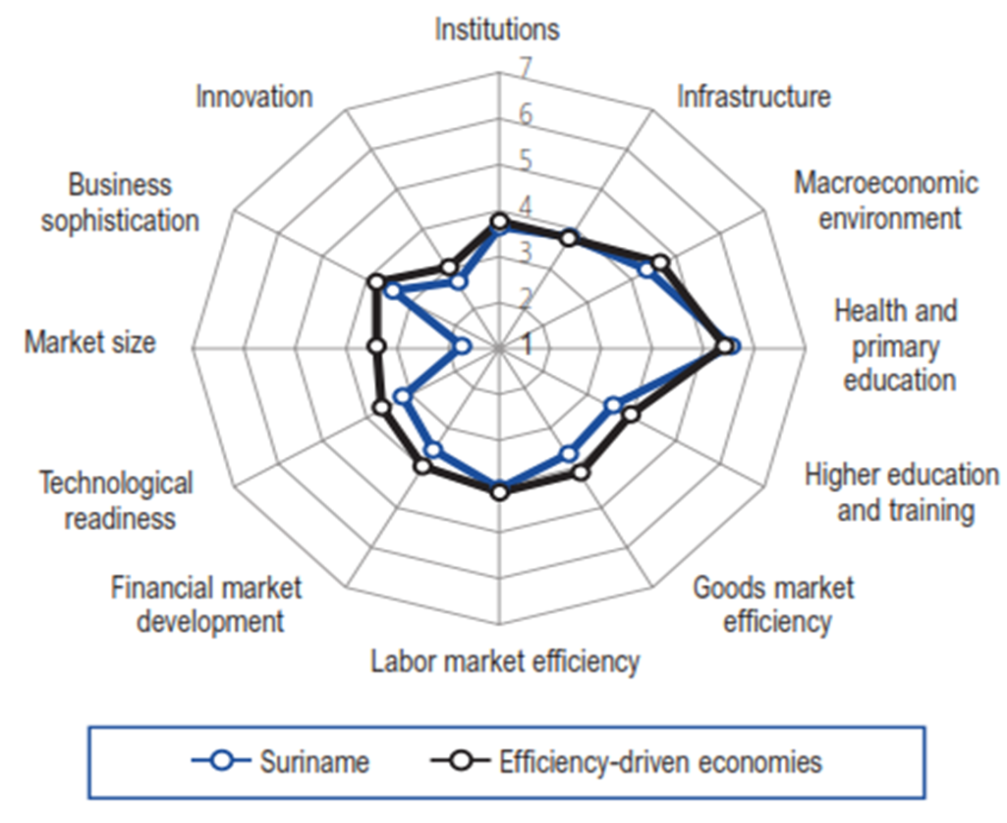 Institutions
7
Innovation
Infrastructure
6
5
Business
sophistication
Macroeconomic
environment
4
3
2
Market size
1
Health and
primary
education
Technological
readiness
Higher education
and training
Financial market
development
Goods market
efficiency
Labor market efficiency
Suriname
Efficiency-driven economies